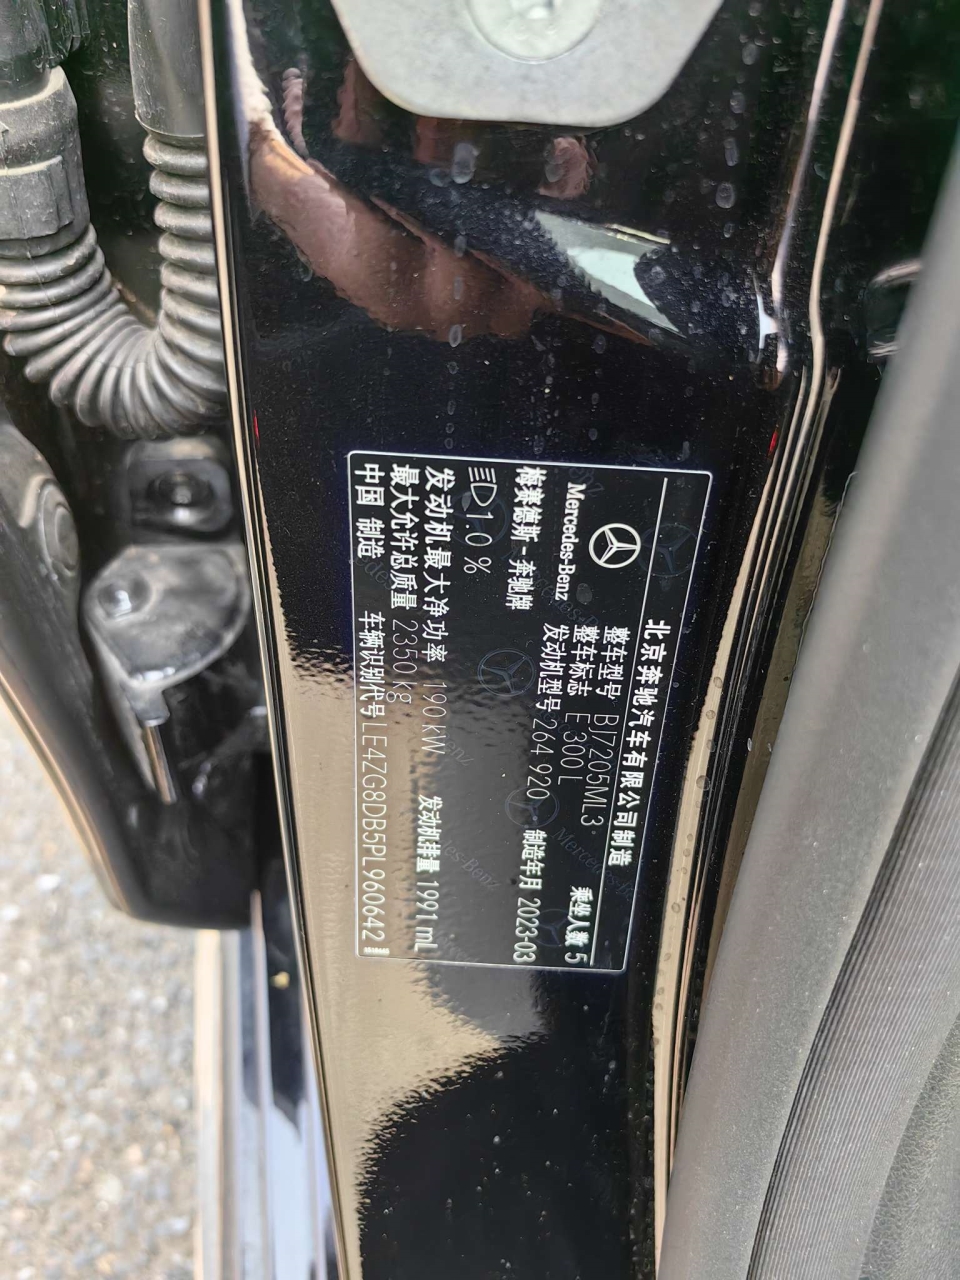 北京奔驰汽车有限公司制造
Mercedes-Benz
整车型号 BJ7205ML3
整车标志 E 300 L
乘坐人数 5
梅赛德斯-奔驰牌
发动机型号 264 920
制造年月 2023-03
1.0 %
发动机最大净功率 190 kW
发动机排量 1991 mL
最大允许总质量 2350 kg
中国 制造
车辆识别代号 LE4ZG8DB5PL960642